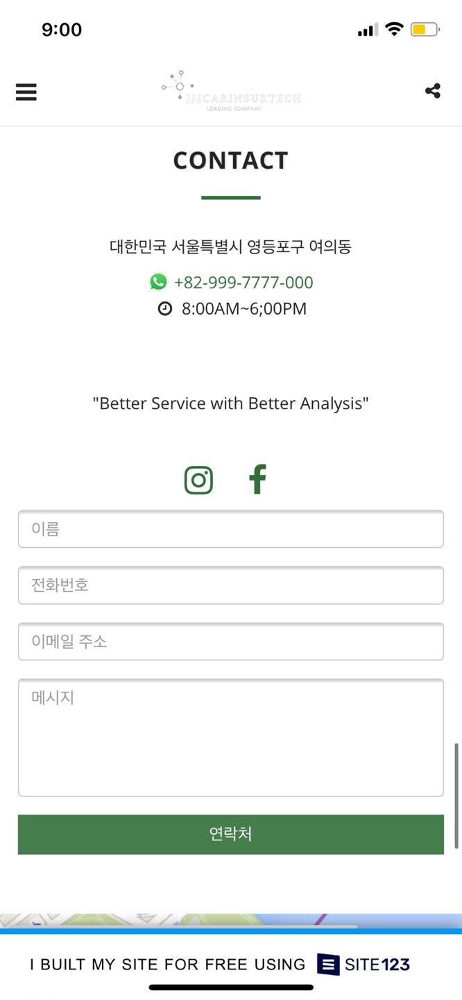 9:00
JJJCARINSURTECH
LEADING COMPANY
CONTACT
대한민국 서울특별시 영등포구 여의동
+82-999-7777-000
8:00AM~6;00PM
"Better Service with Better Analysis"
이름
전화번호
이메일 주소
메시지
연락처
I BUILT MY SITE FOR FREE USING SITE123